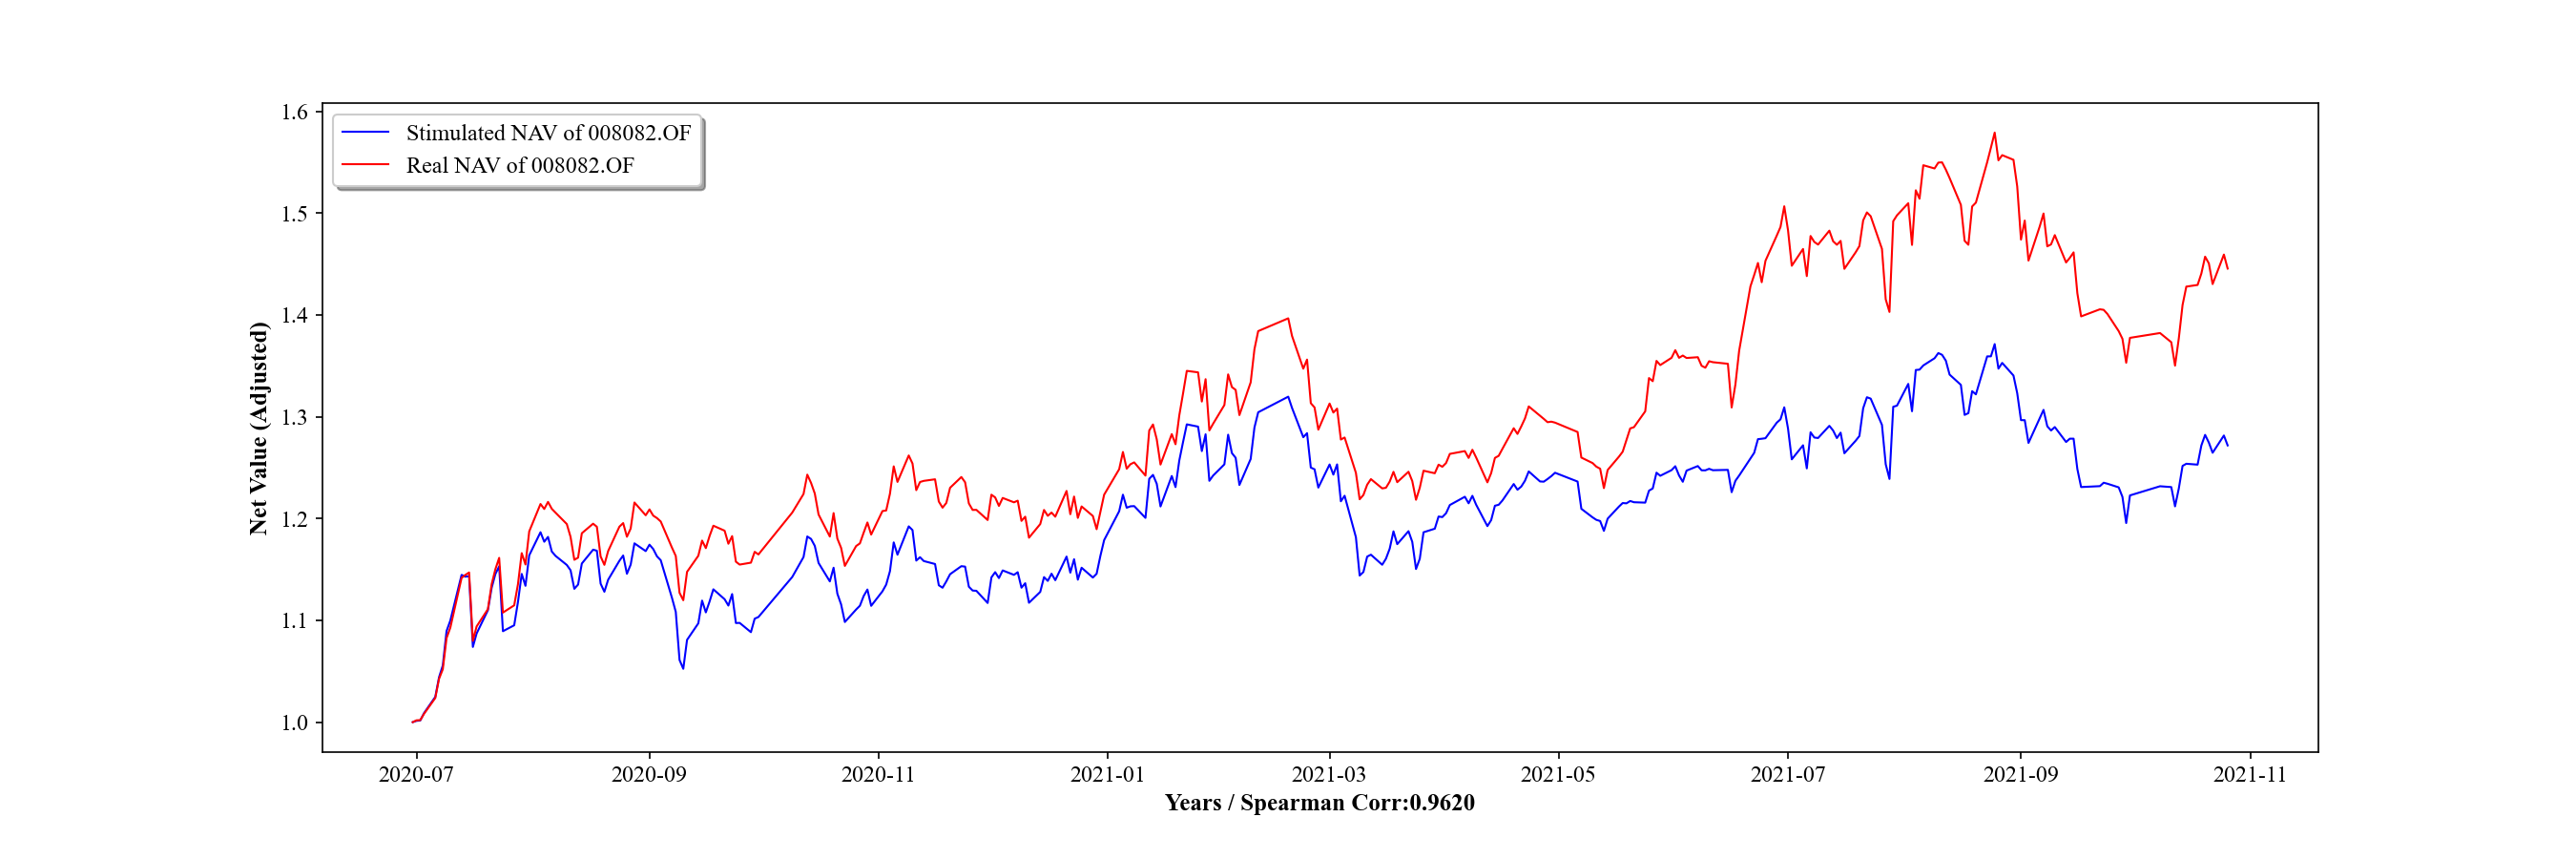 Stimulated NAV of 008082.OF
Real NAV of 008082.OF
1.6
1.5
1.4
1.3
1.2
1.1
1.0
Net Value (Adjusted)
2020-07 2020-09 2020-11 2021-01 2021-03 2021-05 2021-07 2021-09 2021-11
Years / Spearman Corr:0.9620